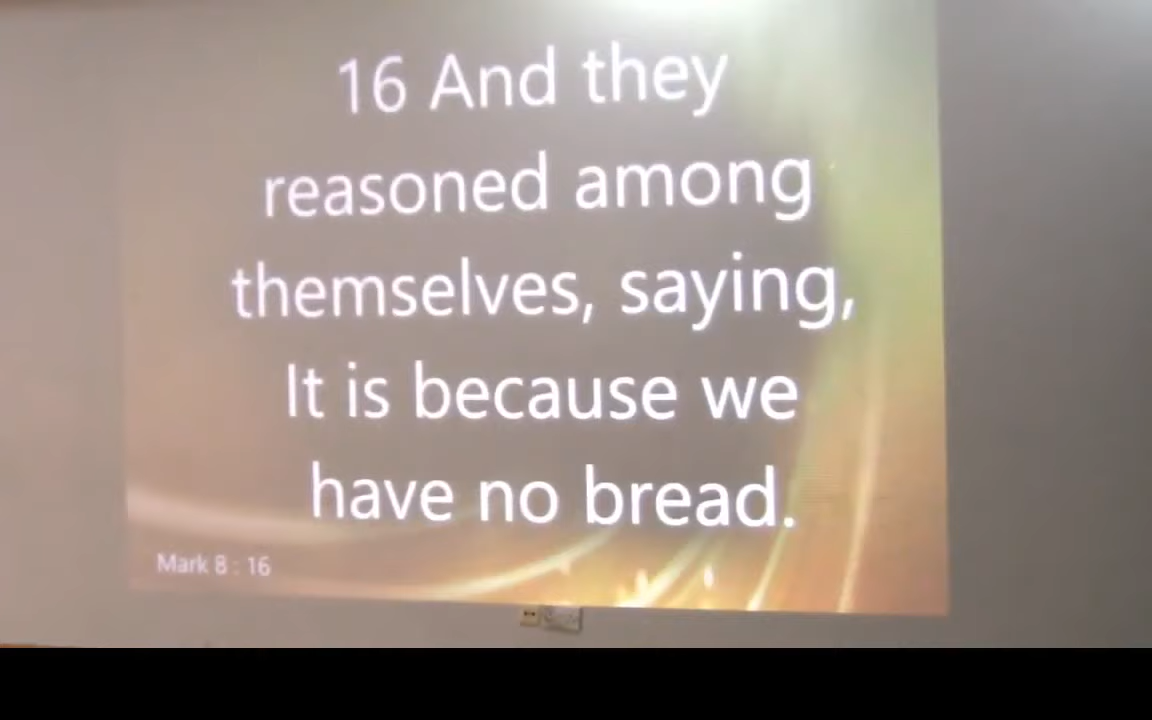 16 And they
reasoned among
themselves, saying,
It is because we
have no bread.
Mark 8 : 16